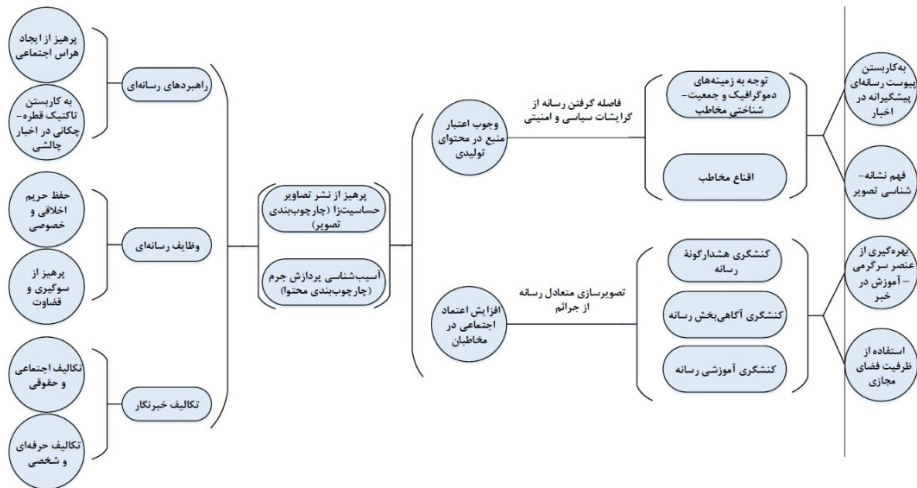 به‌کاربستن
پیوست رسانه‌ای
پیشگیرانه در
اخبار
فهم نشانه-
شناسی تصویر
بهره‌گیری از
عنصر سرگرمی
– آموزش در
خبر
استفاده از
ظرفیت فضای
مجازی
توجه به زمینه‌های
دموگرافیک و جمعیت-
شناختی مخاطب
اقناع مخاطب
کنشگری هشدارگونهٔ
رسانه
کنشگری آگاهی‌بخش رسانه
کنشگری آموزشی رسانه
فاصله گرفتن رسانه از
گرایشات سیاسی و امنیتی
تصویرسازی متعادل رسانه
از جرائم
وجوب اعتبار
منبع در محتوای
تولیدی
افزایش اعتماد
اجتماعی در
مخاطبان
پرهیز از نشر تصاویر
حساسیت‌زا (چارچوب‌بندی
تصویر)
آسیب‌شناسی پردازش جرم
(چارچوب‌بندی محتوا)
راهبردهای رسانه‌ای
وظایف رسانه‌ای
تکالیف خبرنگار
پرهیز از ایجاد
هراس اجتماعی
به کاربستن
تاکتیک قطره-
چکانی در اخبار
چالشی
حفظ حریم
اخلاقی و
خصوصی
پرهیز از
سوگیری و
قضاوت
تکالیف اجتماعی
و حقوقی
تکالیف حرفه‌ای
و شخصی